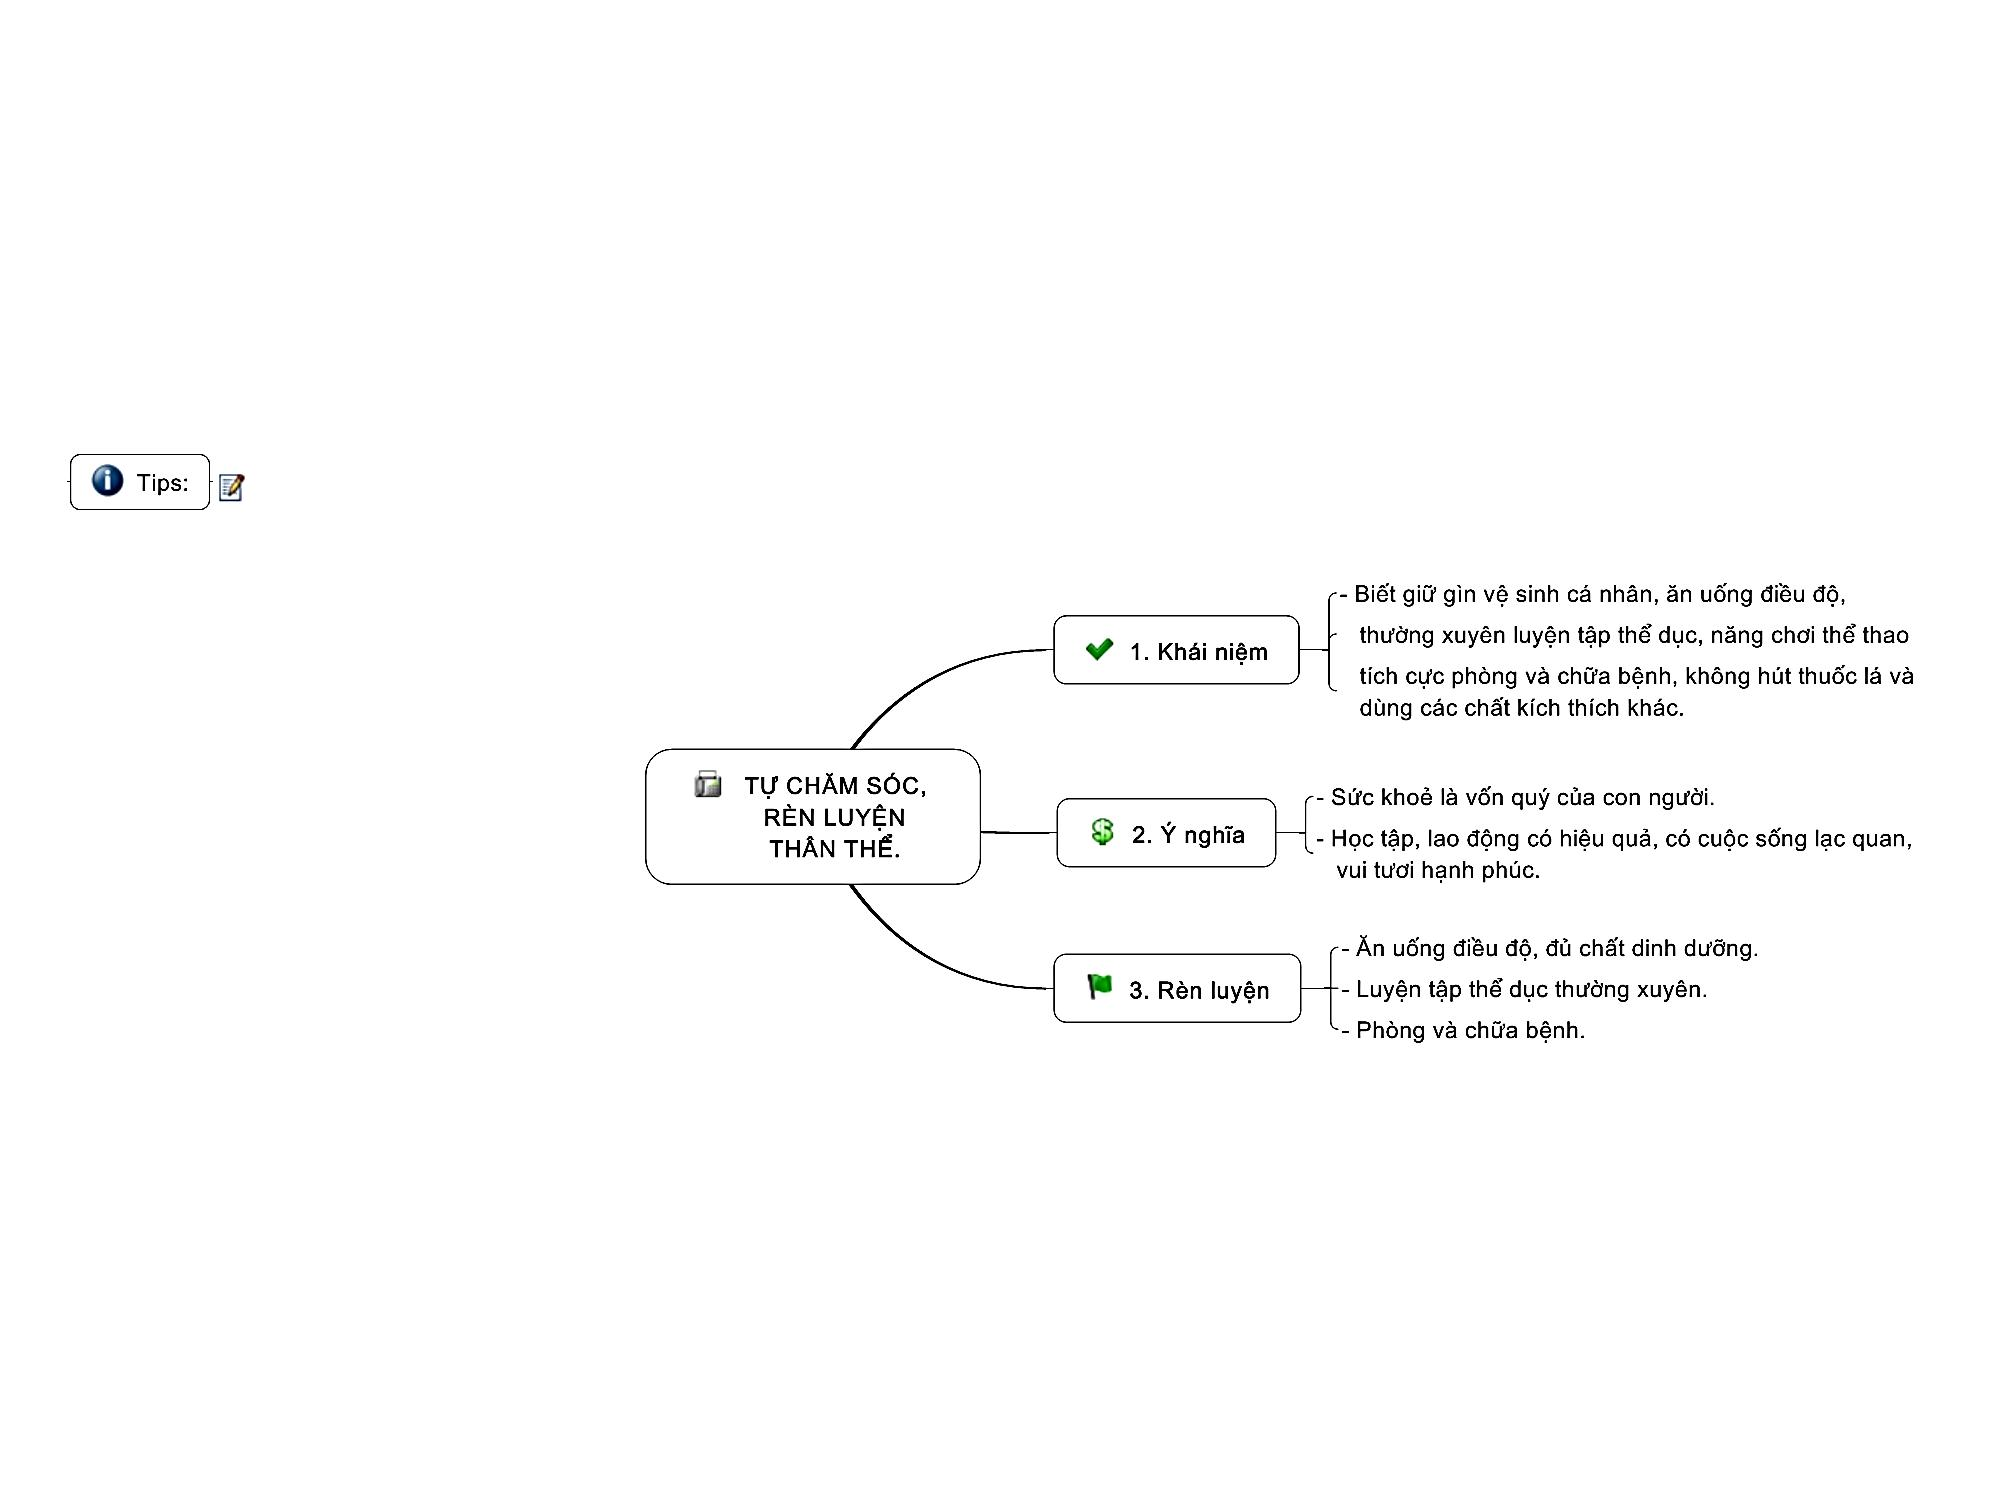 Tips:
- Biết giữ gìn vệ sinh cá nhân, ăn uống điều độ,
thường xuyên luyện tập thể dục, năng chơi thể thao
1. Khái niệm
tích cực phòng và chữa bệnh, không hút thuốc lá và
dùng các chất kích thích khác.
TỰ CHĂM SÓC,
RÈN LUYỆN
THÂN THỂ.
2. Ý nghĩa
- Sức khoẻ là vốn quý của con người.
- Học tập, lao động có hiệu quả, có cuộc sống lạc quan,
vui tươi hạnh phúc.
3. Rèn luyện
- Ăn uống điều độ, đủ chất dinh dưỡng.
- Luyện tập thể dục thường xuyên.
- Phòng và chữa bệnh.